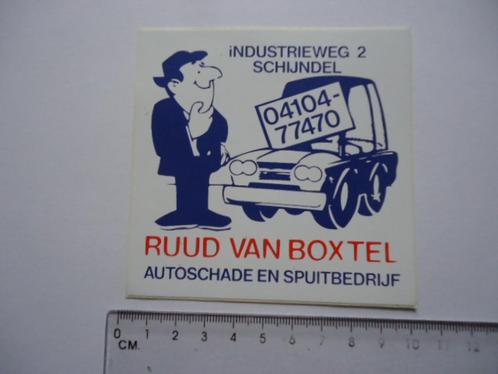 iNDUSTRIEWEG 2
SCHIJNDEL
04104-
77470
RUUD VAN BOXTEL
AUTOSCHADE EN SPUITBEDRIJF
0 1 2 3 4 5 6 7 8 9 10 11 12
CM.